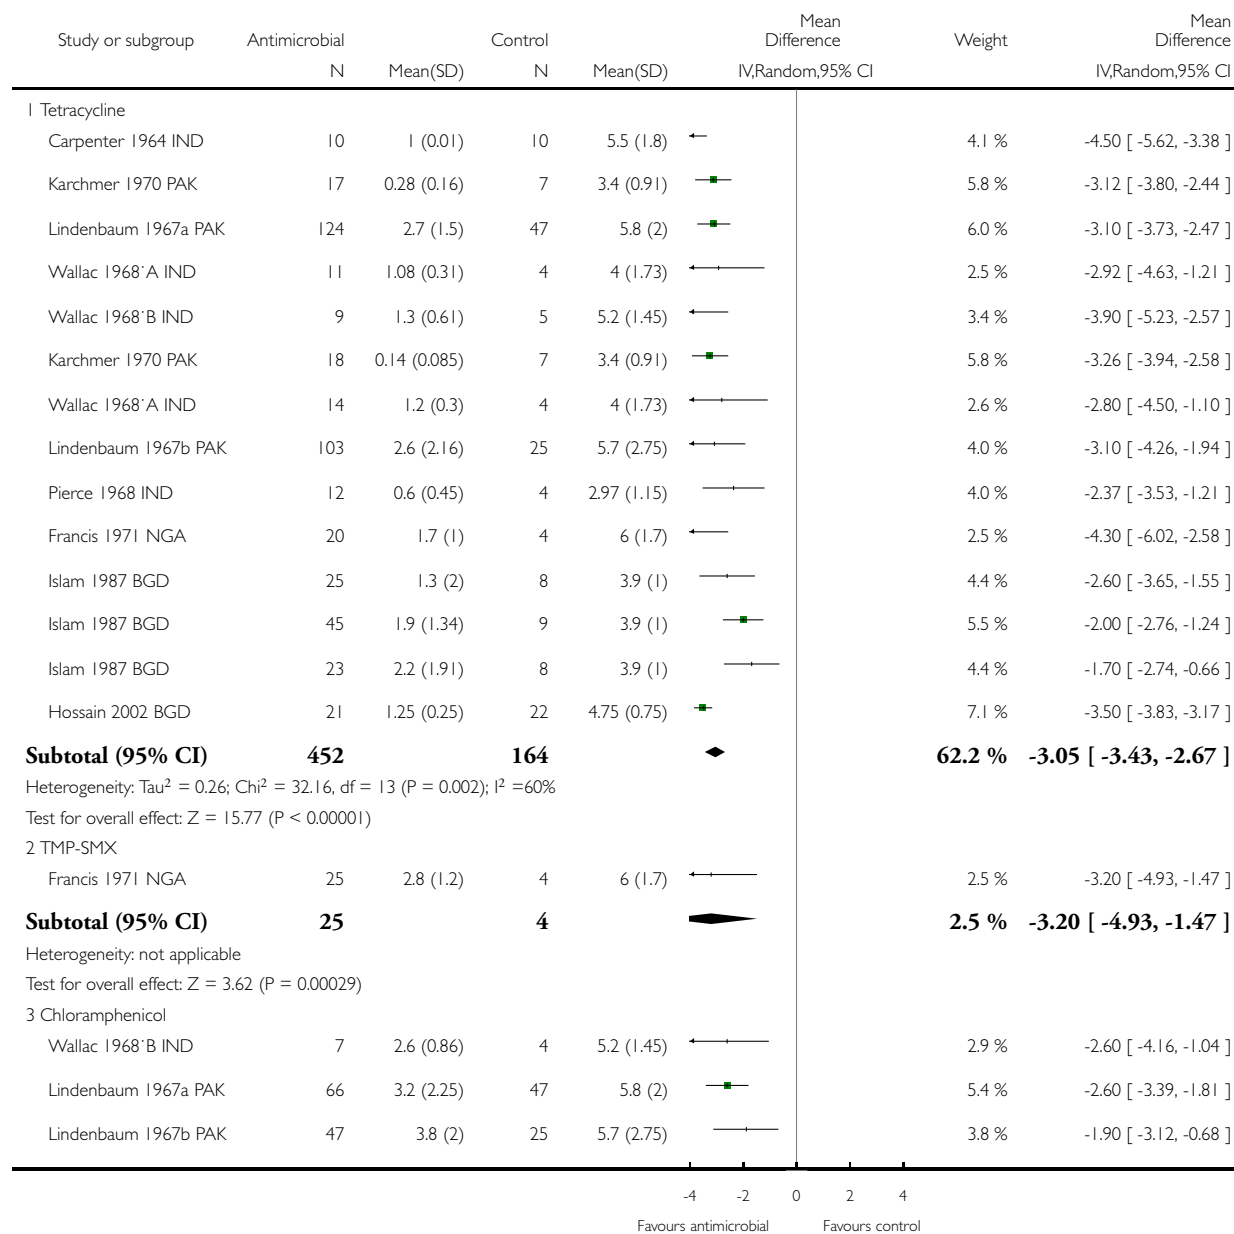 Study or subgroup Antimicrobial Control Mean Difference Weight Mean Difference
N Mean(SD) N Mean(SD) IV,Random,95% CI IV,Random,95% CI
1 Tetracycline
Carpenter 1964 IND 10 1 (0.01) 10 5.5 (1.8) 4.1 % -4.50 [ -5.62, -3.38 ]
Karchmer 1970 PAK 17 0.28 (0.16) 7 3.4 (0.91) 5.8 % -3.12 [ -3.80, -2.44 ]
Lindenbaum 1967a PAK 124 2.7 (1.5) 47 5.8 (2) 6.0 % -3.10 [ -3.73, -2.47 ]
Wallac 1968˙A IND 11 1.08 (0.31) 4 4 (1.73) 2.5 % -2.92 [ -4.63, -1.21 ]
Wallac 1968˙B IND 9 1.3 (0.61) 5 5.2 (1.45) 3.4 % -3.90 [ -5.23, -2.57 ]
Karchmer 1970 PAK 18 0.14 (0.085) 7 3.4 (0.91) 5.8 % -3.26 [ -3.94, -2.58 ]
Wallac 1968˙A IND 14 1.2 (0.3) 4 4 (1.73) 2.6 % -2.80 [ -4.50, -1.10 ]
Lindenbaum 1967b PAK 103 2.6 (2.16) 25 5.7 (2.75) 4.0 % -3.10 [ -4.26, -1.94 ]
Pierce 1968 IND 12 0.6 (0.45) 4 2.97 (1.15) 4.0 % -2.37 [ -3.53, -1.21 ]
Francis 1971 NGA 20 1.7 (1) 4 6 (1.7) 2.5 % -4.30 [ -6.02, -2.58 ]
Islam 1987 BGD 25 1.3 (2) 8 3.9 (1) 4.4 % -2.60 [ -3.65, -1.55 ]
Islam 1987 BGD 45 1.9 (1.34) 9 3.9 (1) 5.5 % -2.00 [ -2.76, -1.24 ]
Islam 1987 BGD 23 2.2 (1.91) 8 3.9 (1) 4.4 % -1.70 [ -2.74, -0.66 ]
Hossain 2002 BGD 21 1.25 (0.25) 22 4.75 (0.75) 7.1 % -3.50 [ -3.83, -3.17 ]
Subtotal (95% CI) 452 164 62.2 % -3.05 [ -3.43, -2.67 ]
Heterogeneity: Tau² = 0.26; Chi² = 32.16, df = 13 (P = 0.002); I² =60%
Test for overall effect: Z = 15.77 (P < 0.00001)
2 TMP-SMX
Francis 1971 NGA 25 2.8 (1.2) 4 6 (1.7) 2.5 % -3.20 [ -4.93, -1.47 ]
Subtotal (95% CI) 25 4 2.5 % -3.20 [ -4.93, -1.47 ]
Heterogeneity: not applicable
Test for overall effect: Z = 3.62 (P = 0.00029)
3 Chloramphenicol
Wallac 1968˙B IND 7 2.6 (0.86) 4 5.2 (1.45) 2.9 % -2.60 [ -4.16, -1.04 ]
Lindenbaum 1967a PAK 66 3.2 (2.25) 47 5.8 (2) 5.4 % -2.60 [ -3.39, -1.81 ]
Lindenbaum 1967b PAK 47 3.8 (2) 25 5.7 (2.75) 3.8 % -1.90 [ -3.12, -0.68 ]
-4 -2 0 2 4
Favours antimicrobial Favours control